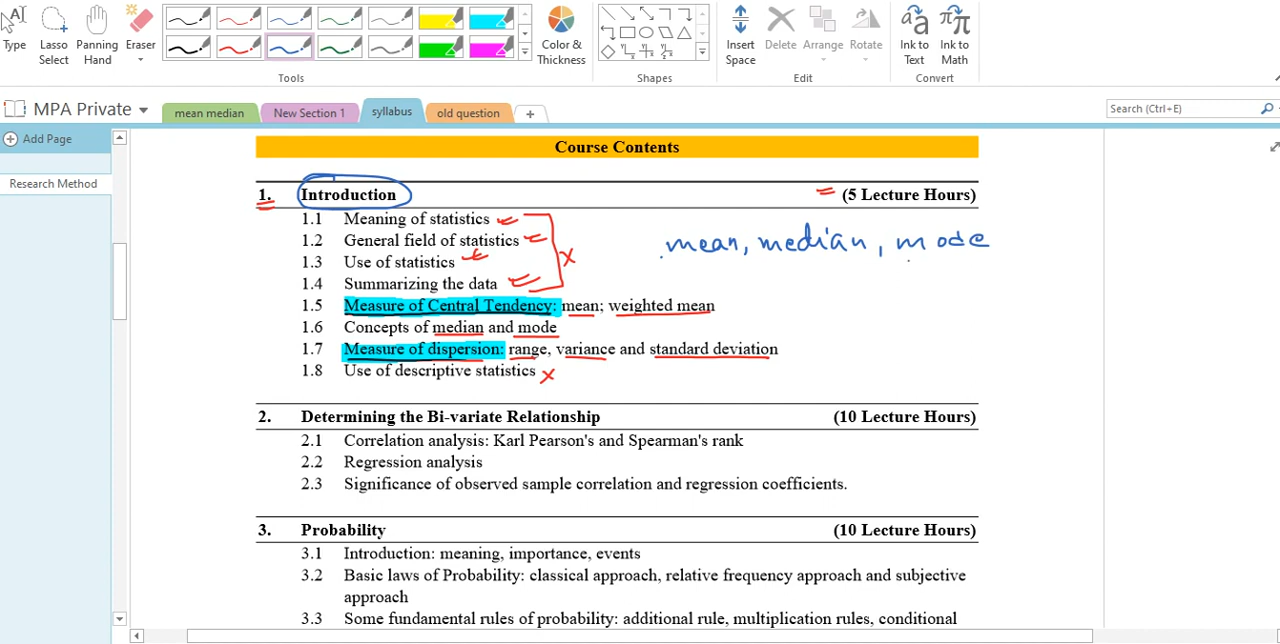 Type Lasso Select Panning Hand Eraser Color & Thickness Insert Space Delete Arrange Rotate Ink to Text Ink to Math
Tools Shapes Edit Convert
MPA Private mean median New Section 1 syllabus old question + Search (Ctrl+E)
Add Page
Research Method
Course Contents
1. Introduction (5 Lecture Hours)
1.1 Meaning of statistics
1.2 General field of statistics
mean, median, mode
1.3 Use of statistics
1.4 Summarizing the data
1.5 Measure of Central Tendency: mean; weighted mean
1.6 Concepts of median and mode
1.7 Measure of dispersion: range, variance and standard deviation
1.8 Use of descriptive statistics
2. Determining the Bi-variate Relationship (10 Lecture Hours)
2.1 Correlation analysis: Karl Pearson's and Spearman's rank
2.2 Regression analysis
2.3 Significance of observed sample correlation and regression coefficients.
3. Probability (10 Lecture Hours)
3.1 Introduction: meaning, importance, events
3.2 Basic laws of Probability: classical approach, relative frequency approach and subjective
approach
3.3 Some fundamental rules of probability: additional rule, multiplication rules, conditional